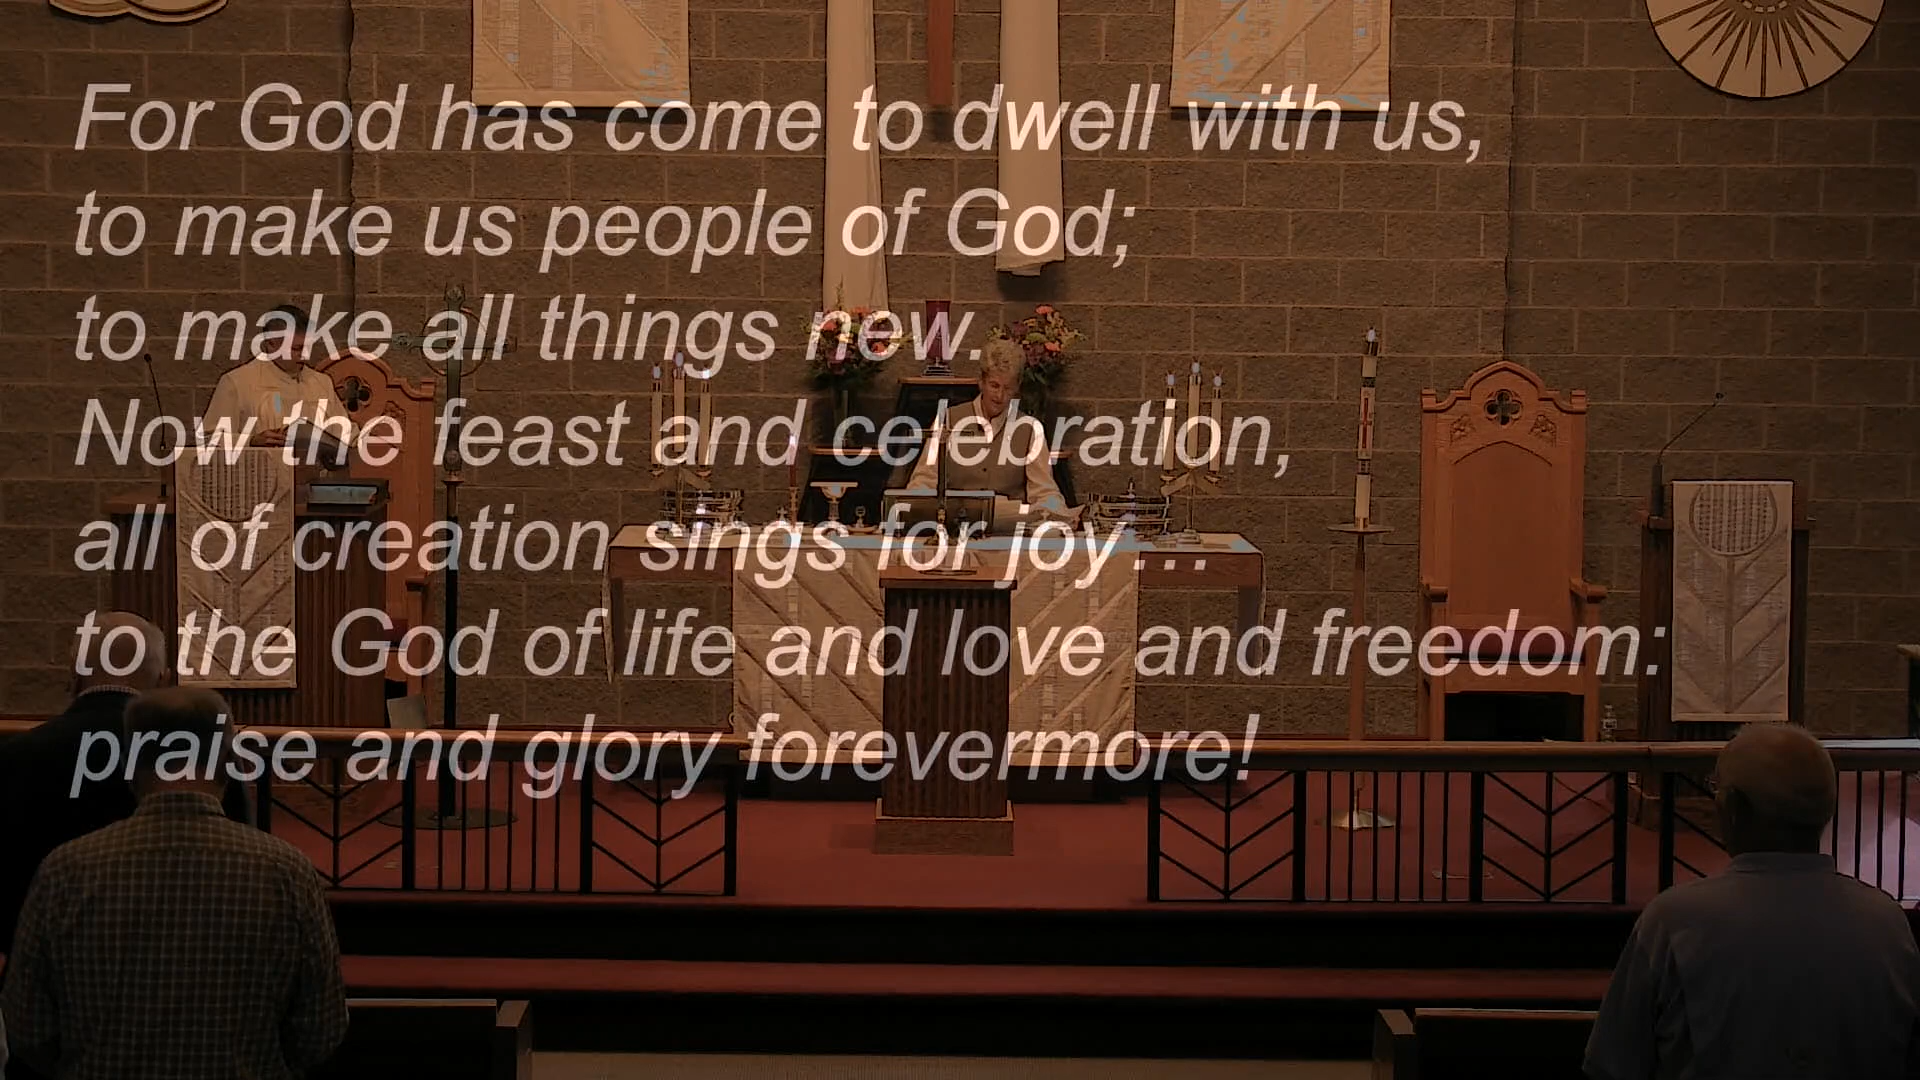 For God has come to dwell with us,
to make us people of God;
to make all things new.
Now the feast and celebration,
all of creation sings for joy…
to the God of life and love and freedom:
praise and glory forevermore!